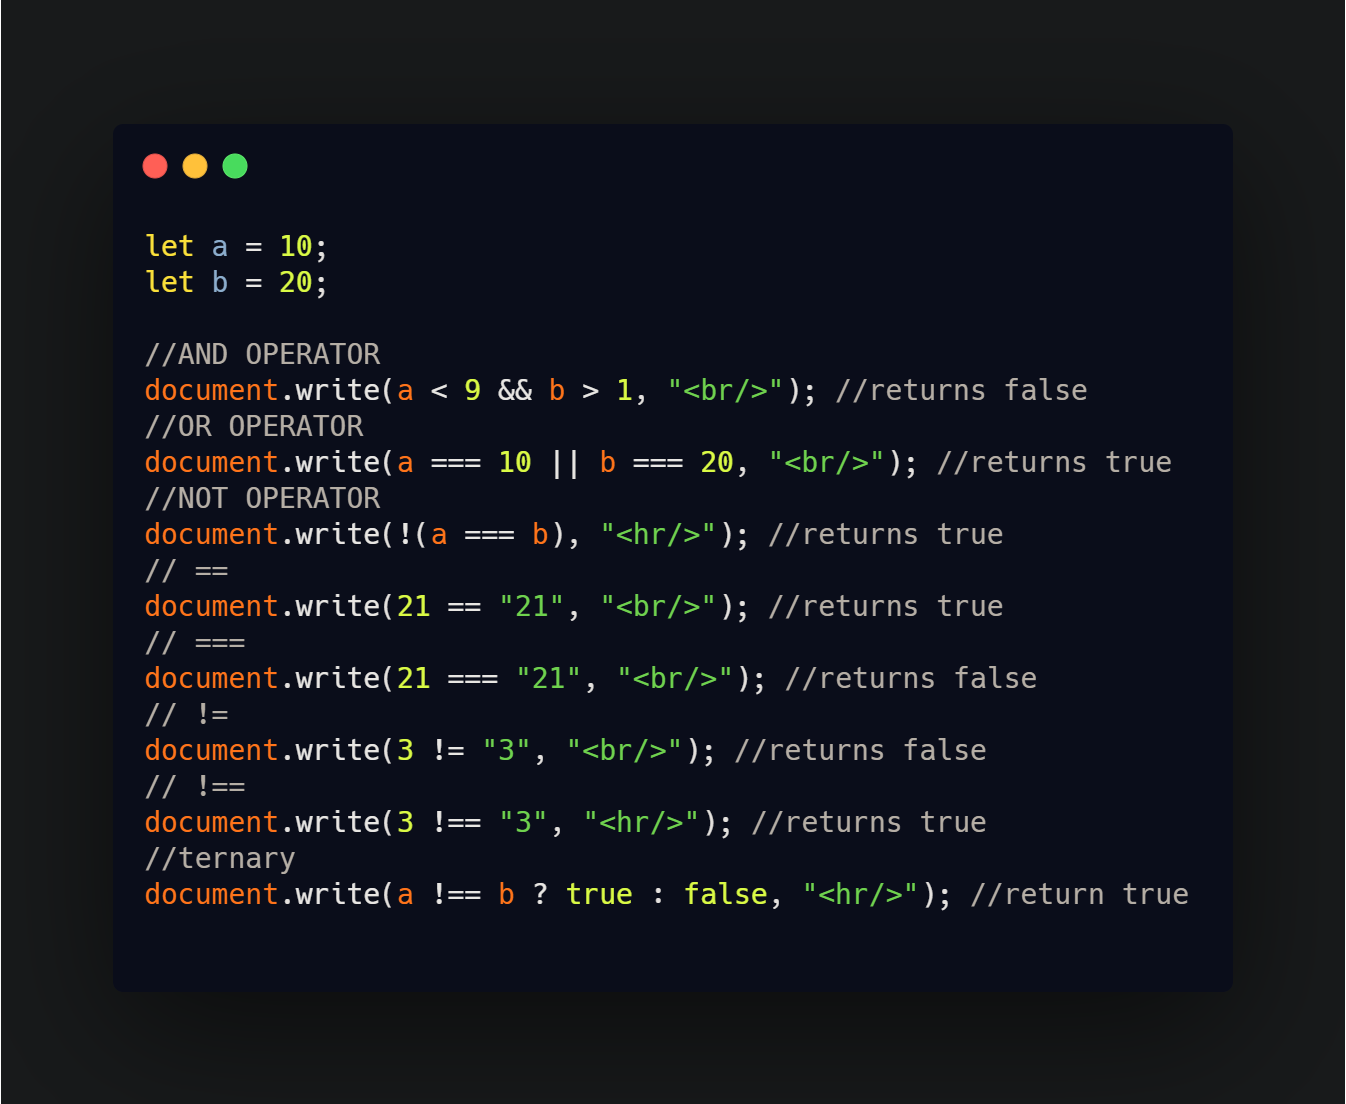 let a = 10;
let b = 20;

//AND OPERATOR
document.write(a < 9 && b > 1, "<br/>"); //returns false
//OR OPERATOR
document.write(a === 10 || b === 20, "<br/>"); //returns true
//NOT OPERATOR
document.write(!(a === b), "<hr/>"); //returns true
// ==
document.write(21 == "21", "<br/>"); //returns true
// ===
document.write(21 === "21", "<br/>"); //returns false
// !=
document.write(3 != "3", "<br/>"); //returns false
// !==
document.write(3 !== "3", "<hr/>"); //returns true
//ternary
document.write(a !== b ? true : false, "<hr/>"); //return true